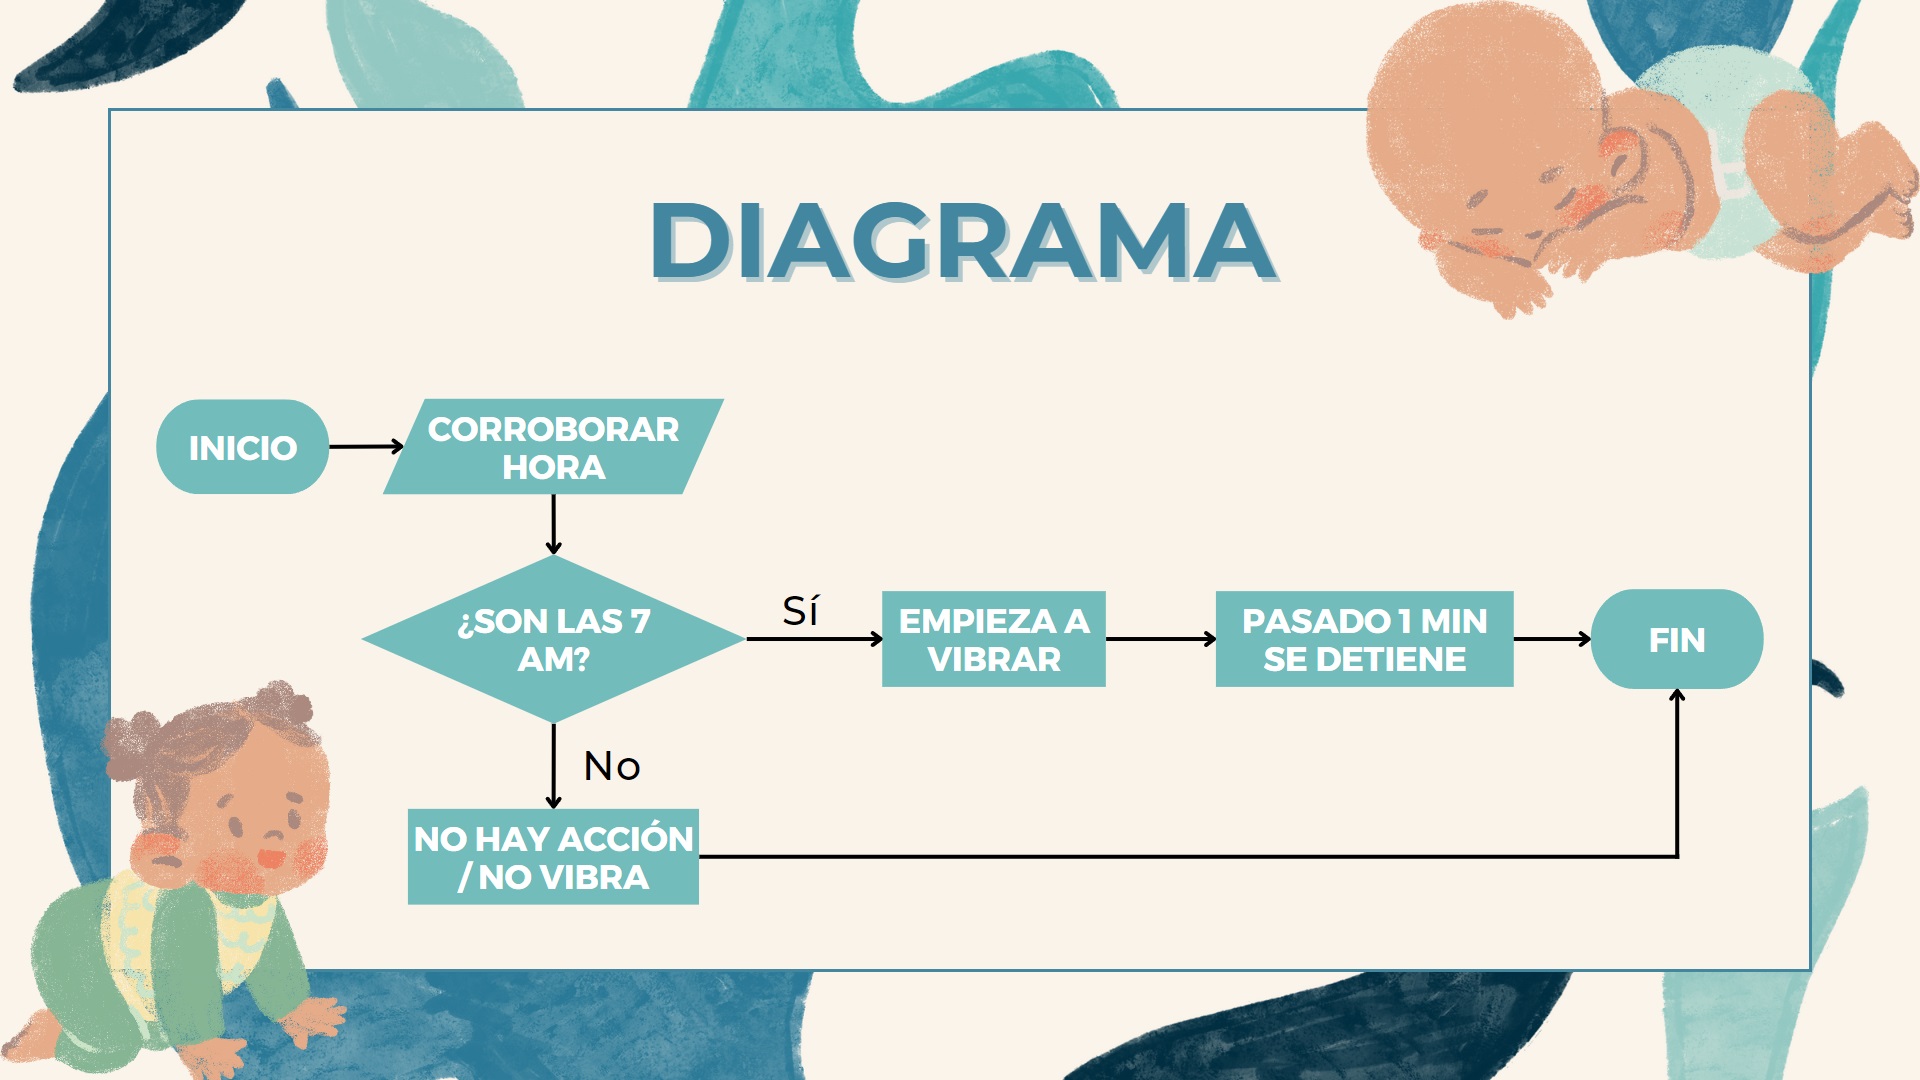 DIAGRAMA
INICIO
CORROBORAR
HORA
¿SON LAS 7
AM?
Sí
EMPIEZA A
VIBRAR
PASADO 1 MIN
SE DETIENE
FIN
No
NO HAY ACCIÓN
/ NO VIBRA